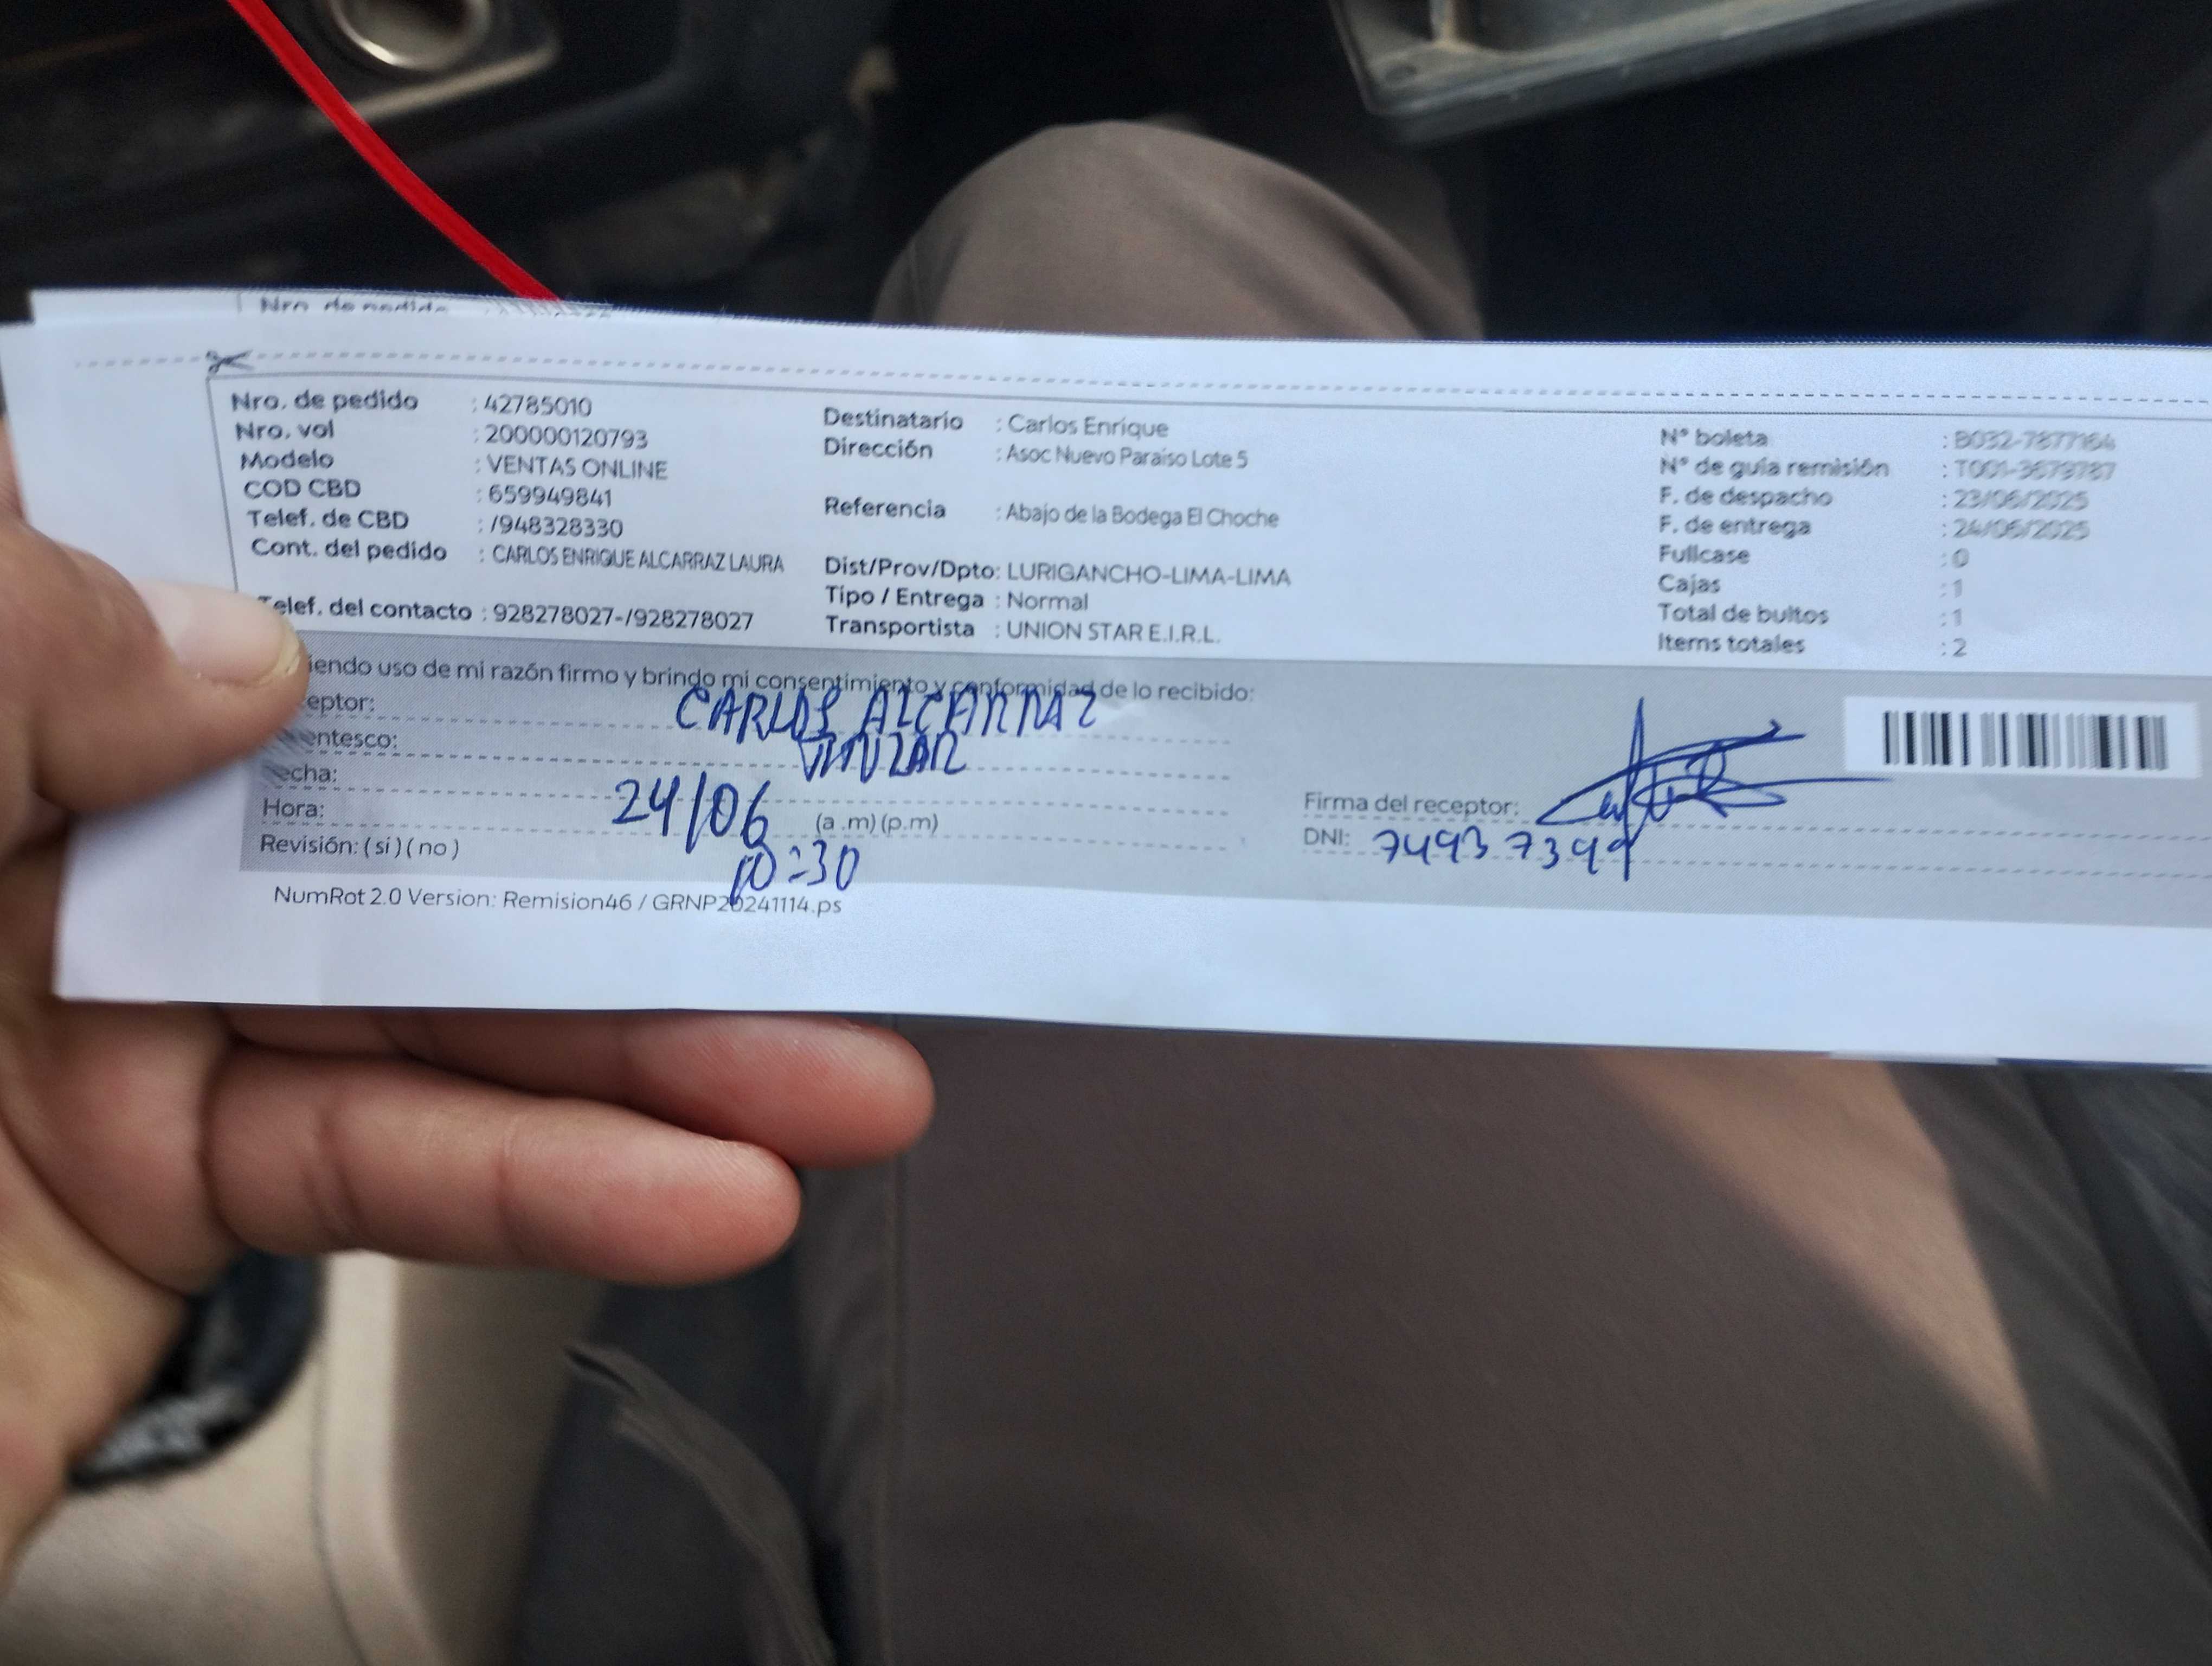 Nro. de pedido
Nro. de pedido : 42785010
Nro. vol : 200000120793
Modelo : VENTAS ONLINE
COD CBD : 659949841
Telef. de CBD : /948328330
Cont. del pedido : CARLOS ENRIQUE ALCARRAZ LAURA
Telef. del contacto : 928278027-/928278027
Destinatario : Carlos Enrique
Dirección : Asoc Nuevo Paraiso Lote 5
Referencia : Abajo de la Bodega El Choche
Dist/Prov/Dpto: LURIGANCHO-LIMA-LIMA
Tipo / Entrega : Normal
Transportista : UNION STAR E.I.R.L.
N° boleta : B032-7877164
N° de guía remisión : T001-3679787
F. de despacho : 23/06/2025
F. de entrega : 24/06/2025
Fullcase : 0
Cajas : 1
Total de bultos : 1
Items totales : 2
iendo uso de mi razón firmo y brindo mi consentimiento y conformidad de lo recibido:
eptor: CARLOS ALCARRAZ
entesco: TITULAR
echa: 24/06
Hora: 10:30 (a .m) (p.m)
Revisión: ( si ) ( no )
Firma del receptor:
DNI: 74937399
NumRot 2.0 Version: Remision46 / GRNP20241114.ps